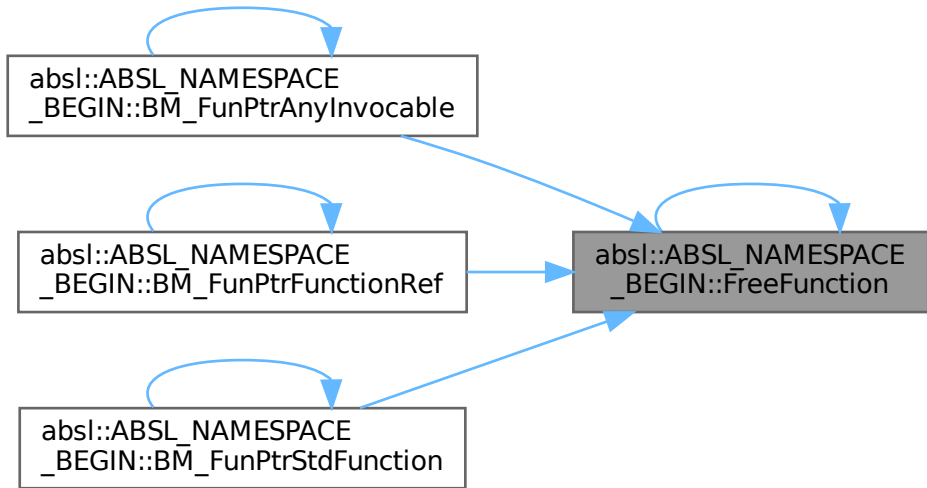 absl::ABSL_NAMESPACE
_BEGIN::BM_FunPtrAnyInvocable
absl::ABSL_NAMESPACE
_BEGIN::BM_FunPtrFunctionRef
absl::ABSL_NAMESPACE
_BEGIN::FreeFunction
absl::ABSL_NAMESPACE
_BEGIN::BM_FunPtrStdFunction